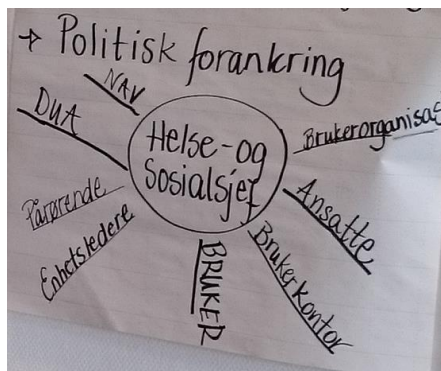 → Politisk forankring
NAV
DUA
Helse-og
Sosialsjef
Brukerorganisas
Pårørende
Enhetsledere
BRUKER
Brukerkontor
Ansatte